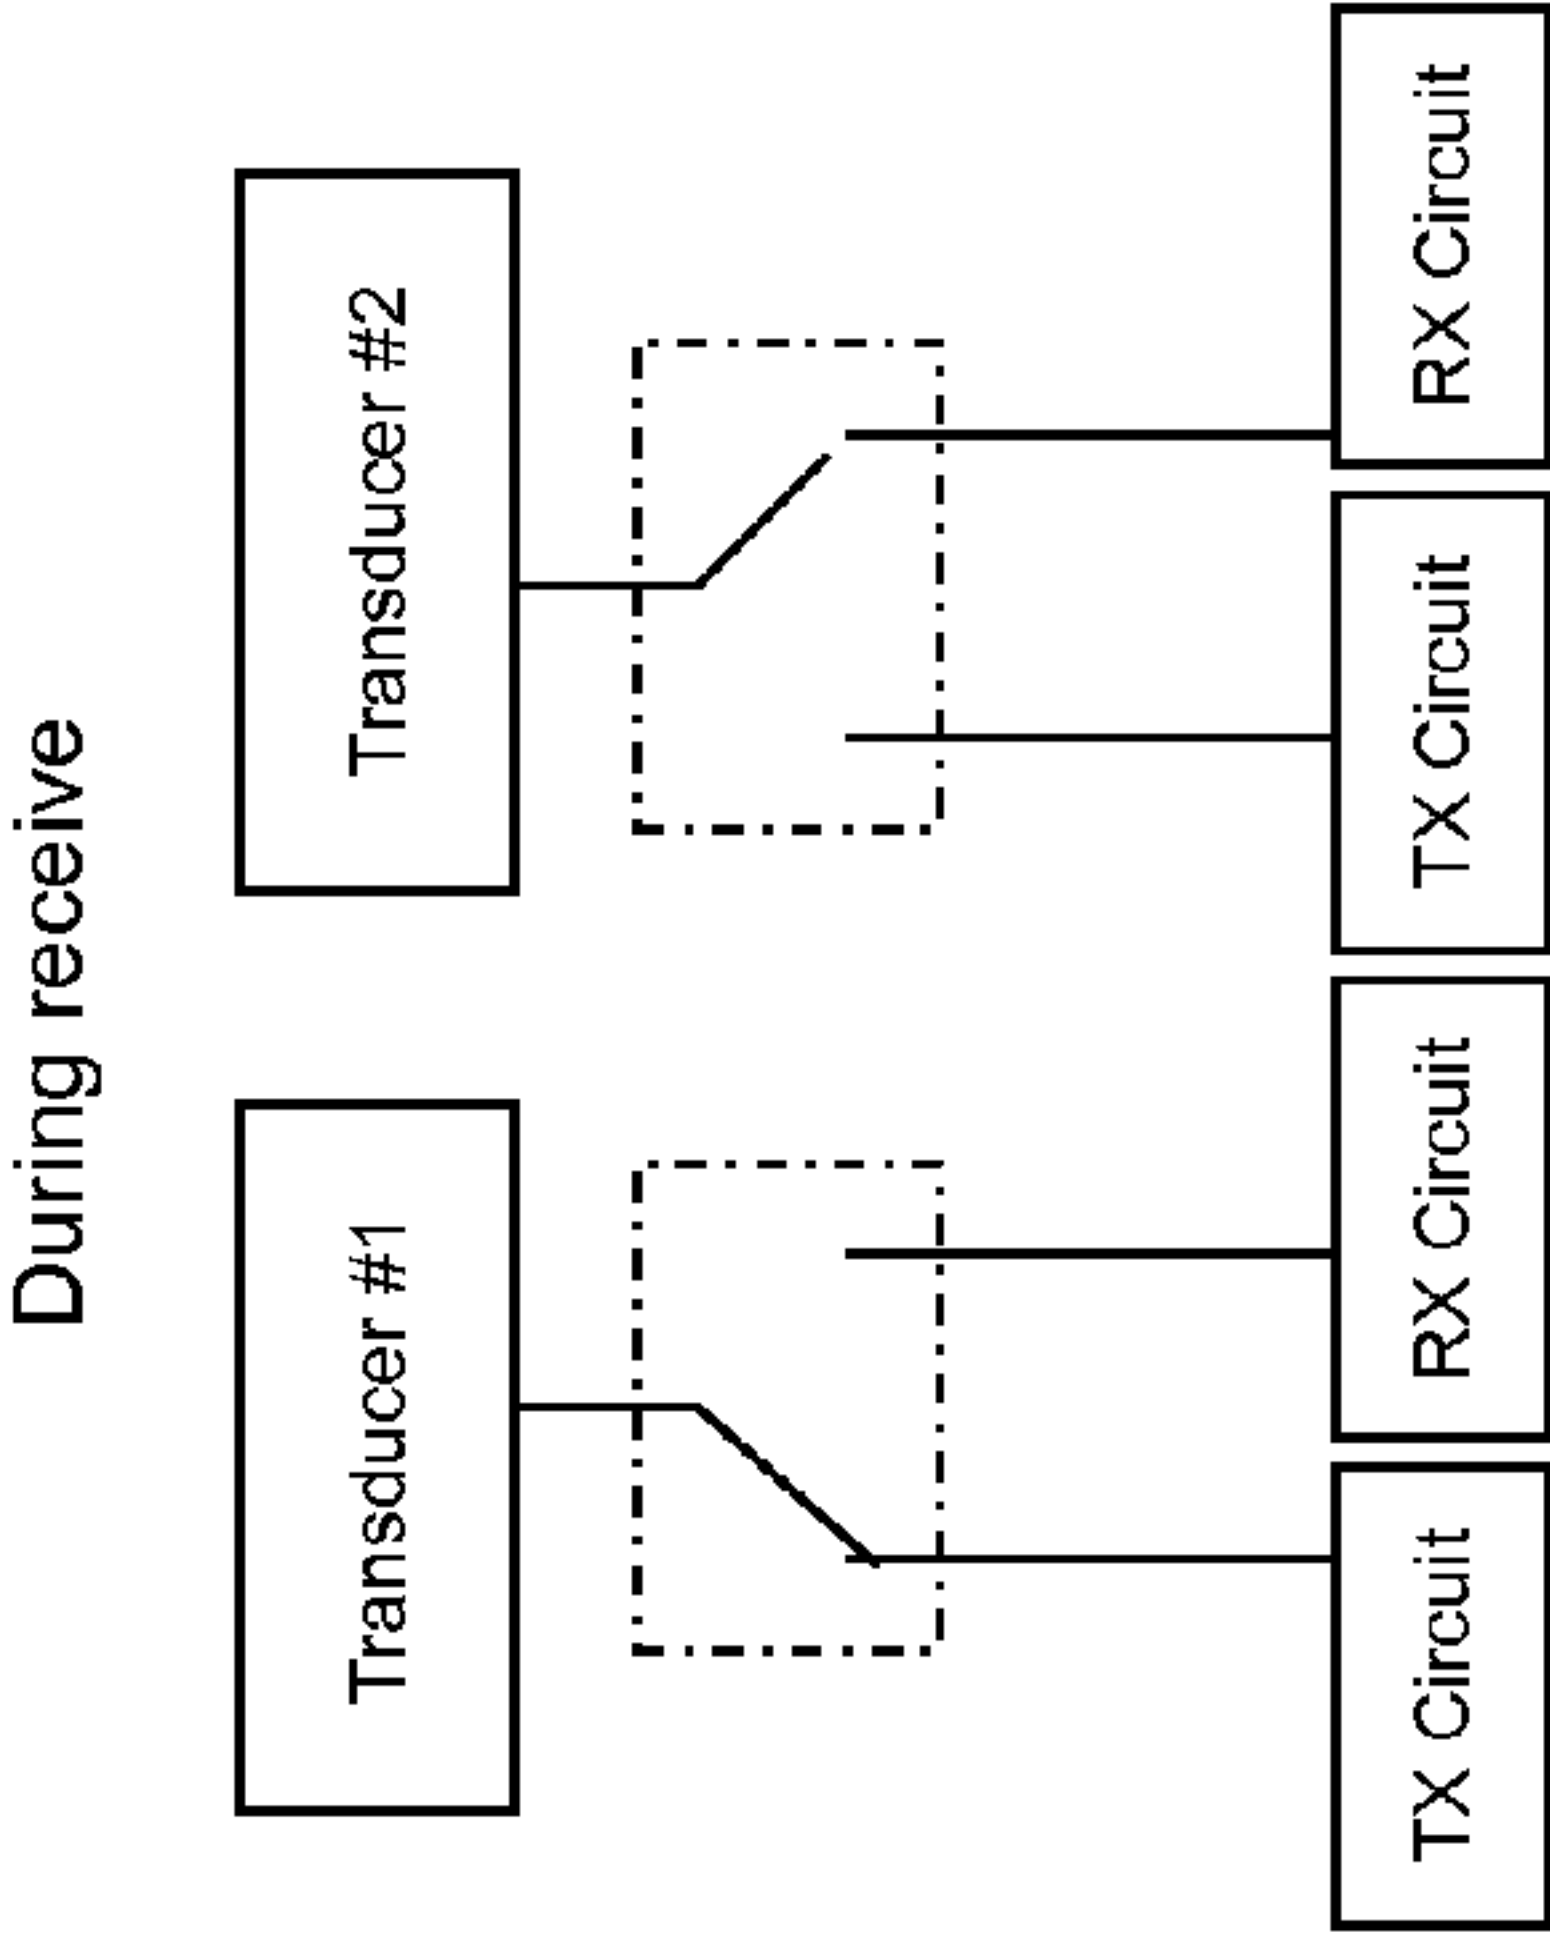 During receive
Transducer #1
Transducer #2
TX Circuit
RX Circuit
TX Circuit
RX Circuit